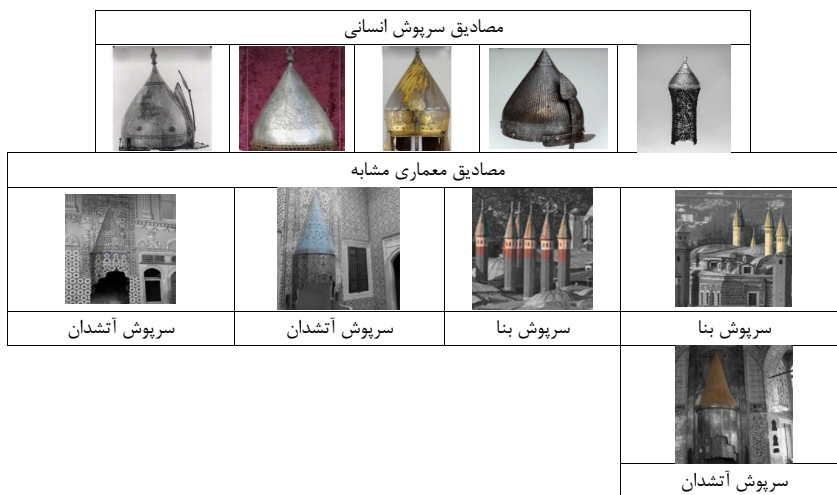 مصادیق سرپوش انسانی
مصادیق معماری مشابه
سرپوش بنا
سرپوش بنا
سرپوش آتشدان
سرپوش آتشدان
سرپوش آتشدان